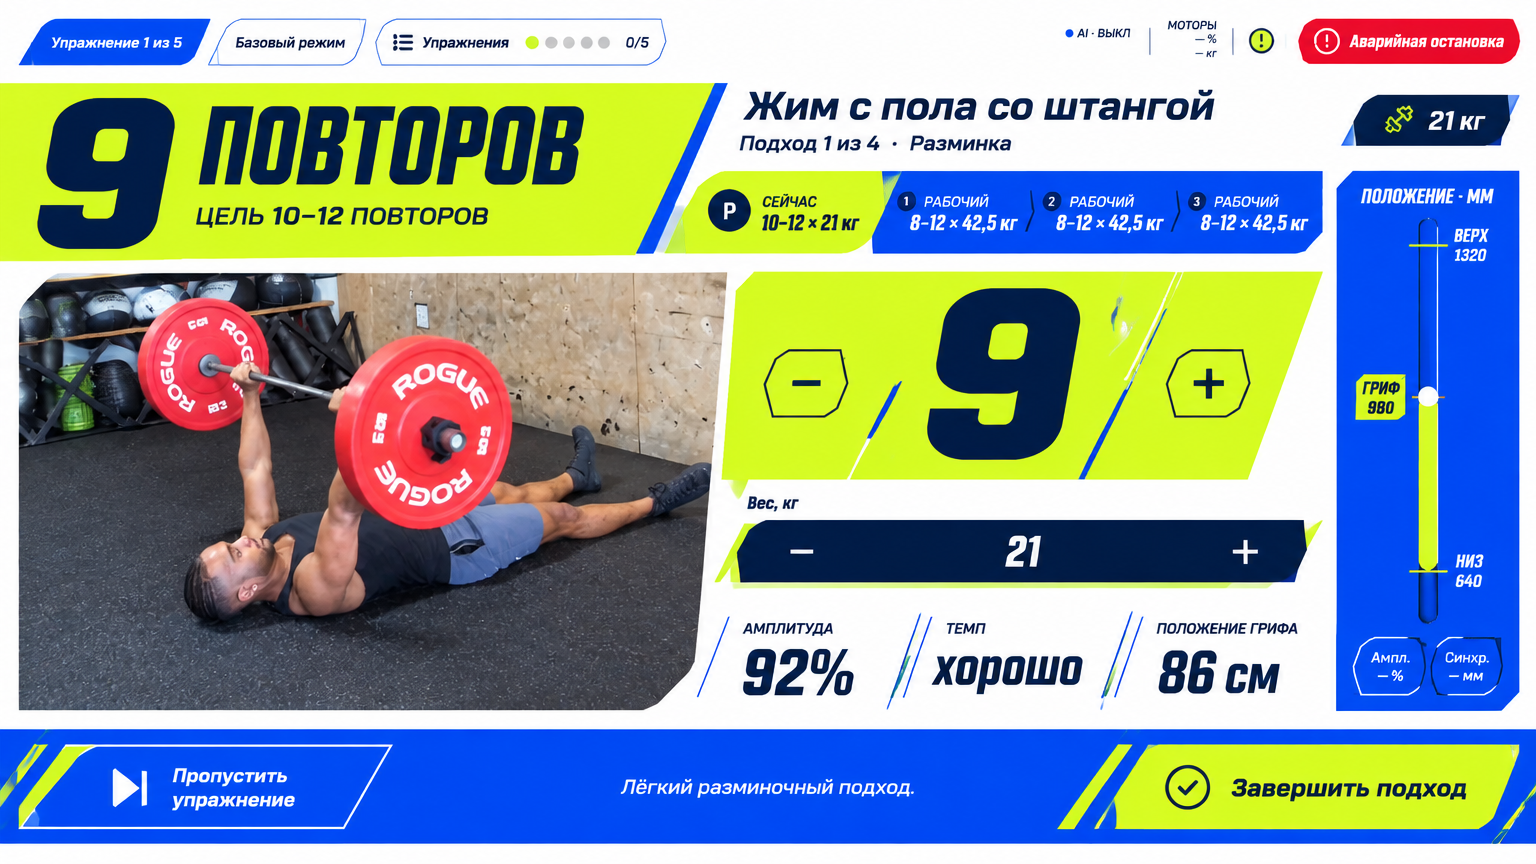 Упражнение 1 из 5
Базовый режим
Упражнения 0/5
AI · ВЫКЛ
МОТОРЫ
— %
— кг
Аварийная остановка
9 ПОВТОРОВ
ЦЕЛЬ 10–12 ПОВТОРОВ
Жим с пола со штангой
Подход 1 из 4 · Разминка
21 кг
Р
СЕЙЧАС
10–12 × 21 кг
1 РАБОЧИЙ
8–12 × 42,5 кг
2 РАБОЧИЙ
8–12 × 42,5 кг
3 РАБОЧИЙ
8–12 × 42,5 кг
ПОЛОЖЕНИЕ · ММ
ВЕРХ
1320
ГРИФ
980
НИЗ
640
Ампл.
— %
Синхр.
— мм
ROGUE
ROGUE
ROGUE
ROGUE
− 9 +
Вес, кг
− 21 +
АМПЛИТУДА
92%
ТЕМП
хорошо
ПОЛОЖЕНИЕ ГРИФА
86 см
Пропустить
упражнение
Лёгкий разминочный подход.
Завершить подход